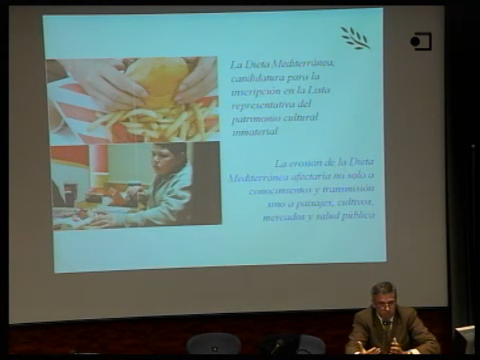 La Dieta Mediterránea,
candidatura para la
inscripción en la Lista
representativa del
patrimonio cultural
inmaterial
La erosión de la Dieta
Mediterránea afectaría no solo a
conocimientos y transmisión
sino a paisajes, cultivos,
mercados y salud pública